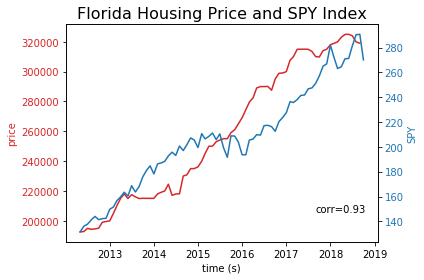 Florida Housing Price and SPY Index
320000
300000
280000
260000
240000
220000
200000
price
280
260
240
220
200
180
160
140
SPY
corr=0.93
2013 2014 2015 2016 2017 2018 2019
time (s)